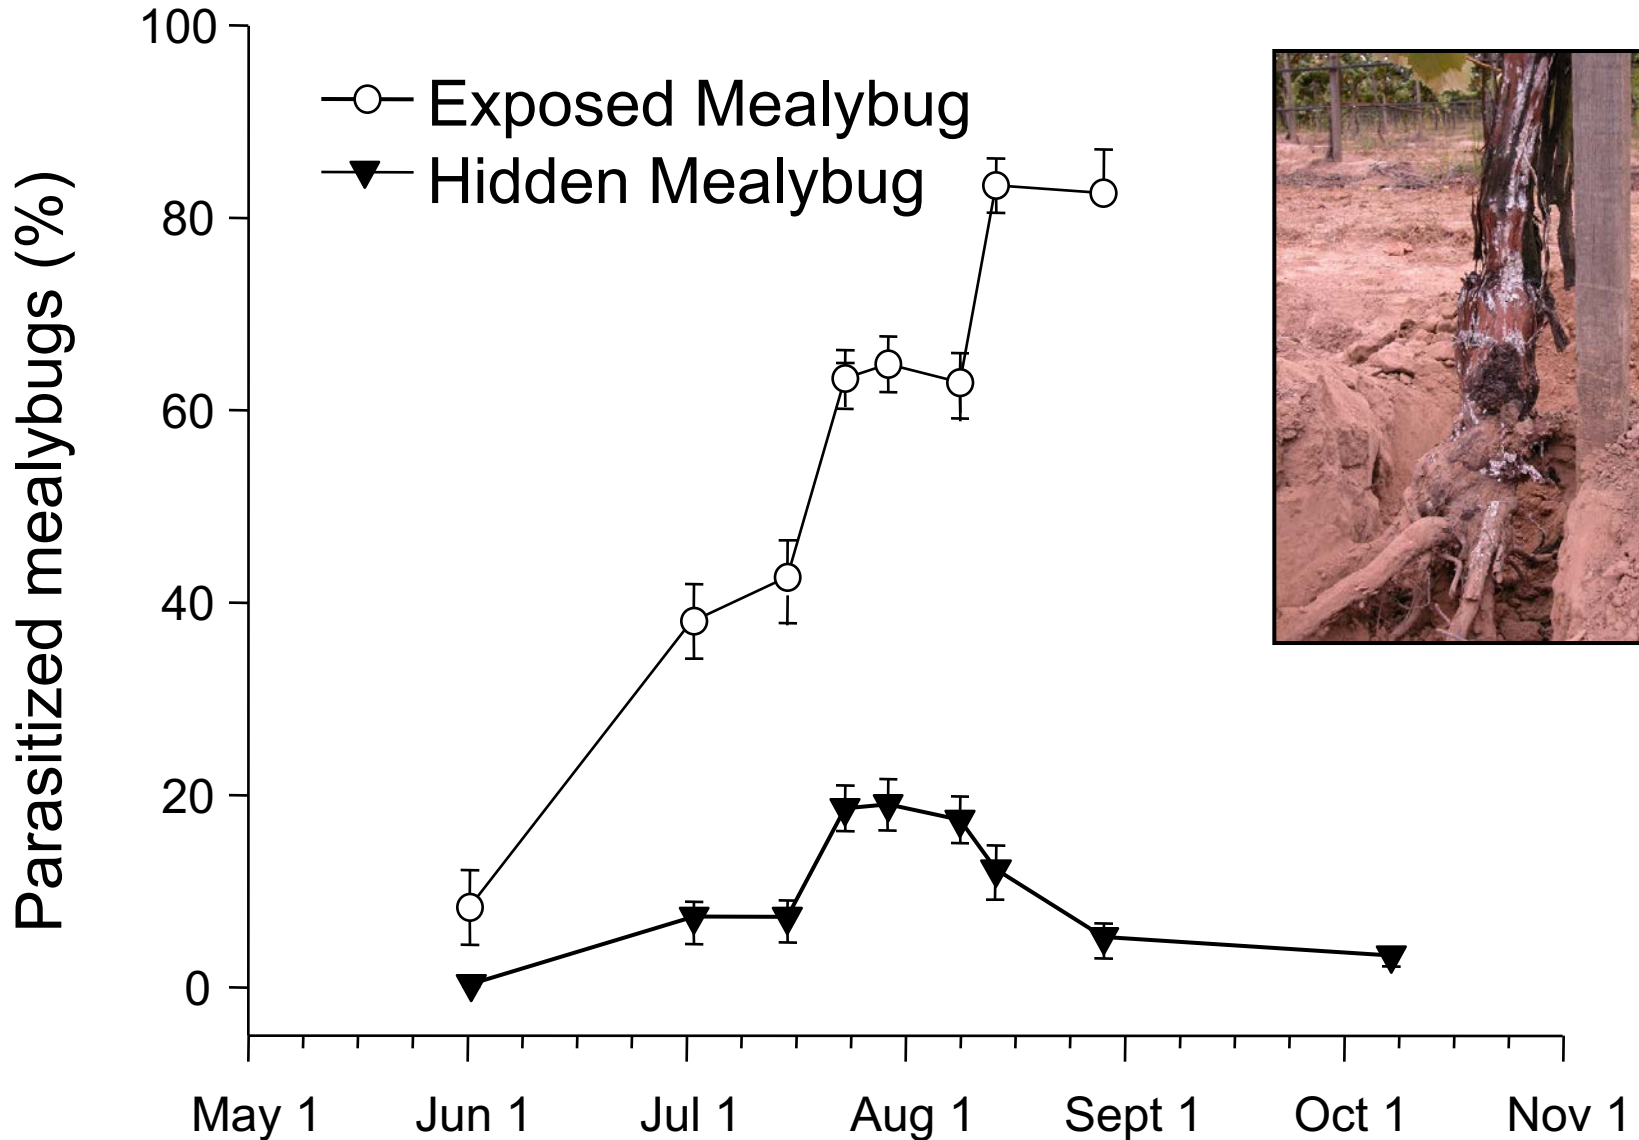 100
80
60
40
20
0
Parasitized mealybugs (%)
Exposed Mealybug
Hidden Mealybug
May 1 Jun 1 Jul 1 Aug 1 Sept 1 Oct 1 Nov 1